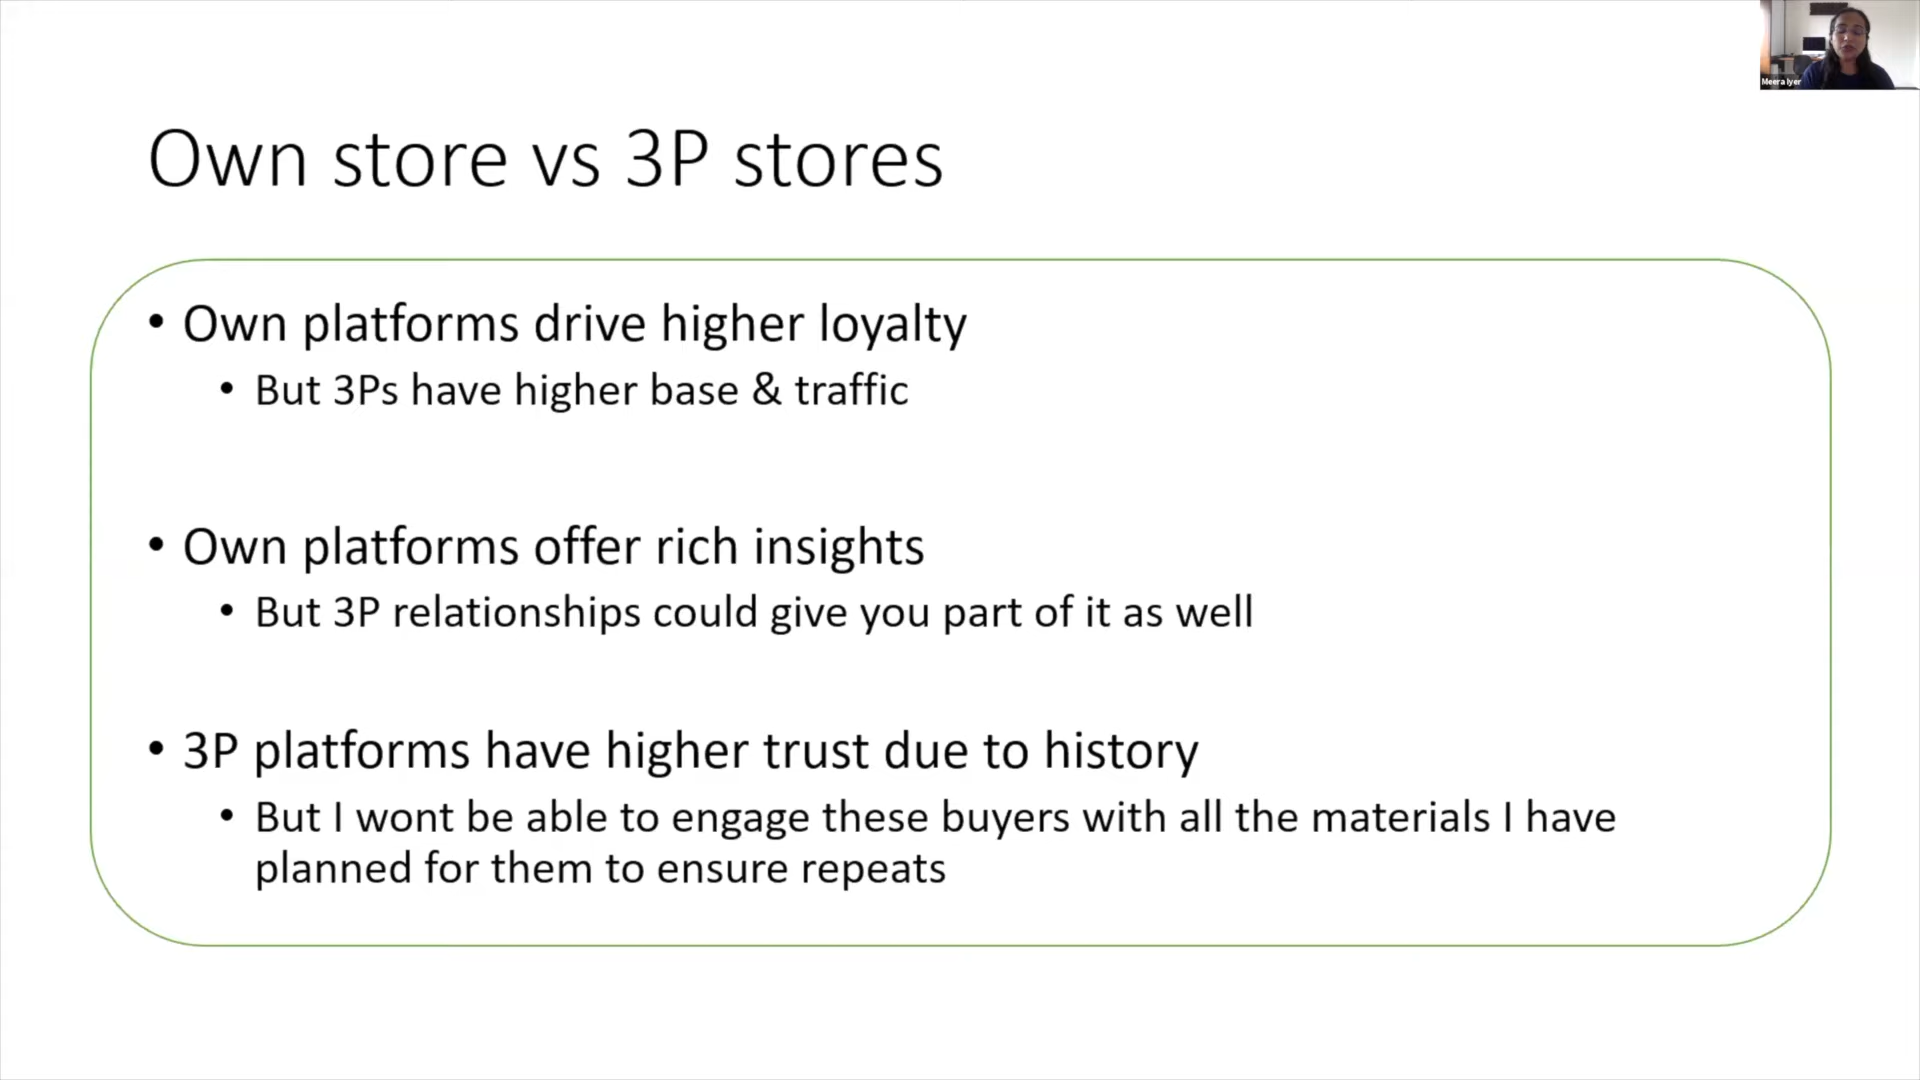 Meera Iyer
Own store vs 3P stores
• Own platforms drive higher loyalty
• But 3Ps have higher base & traffic
• Own platforms offer rich insights
• But 3P relationships could give you part of it as well
• 3P platforms have higher trust due to history
• But I wont be able to engage these buyers with all the materials I have
planned for them to ensure repeats